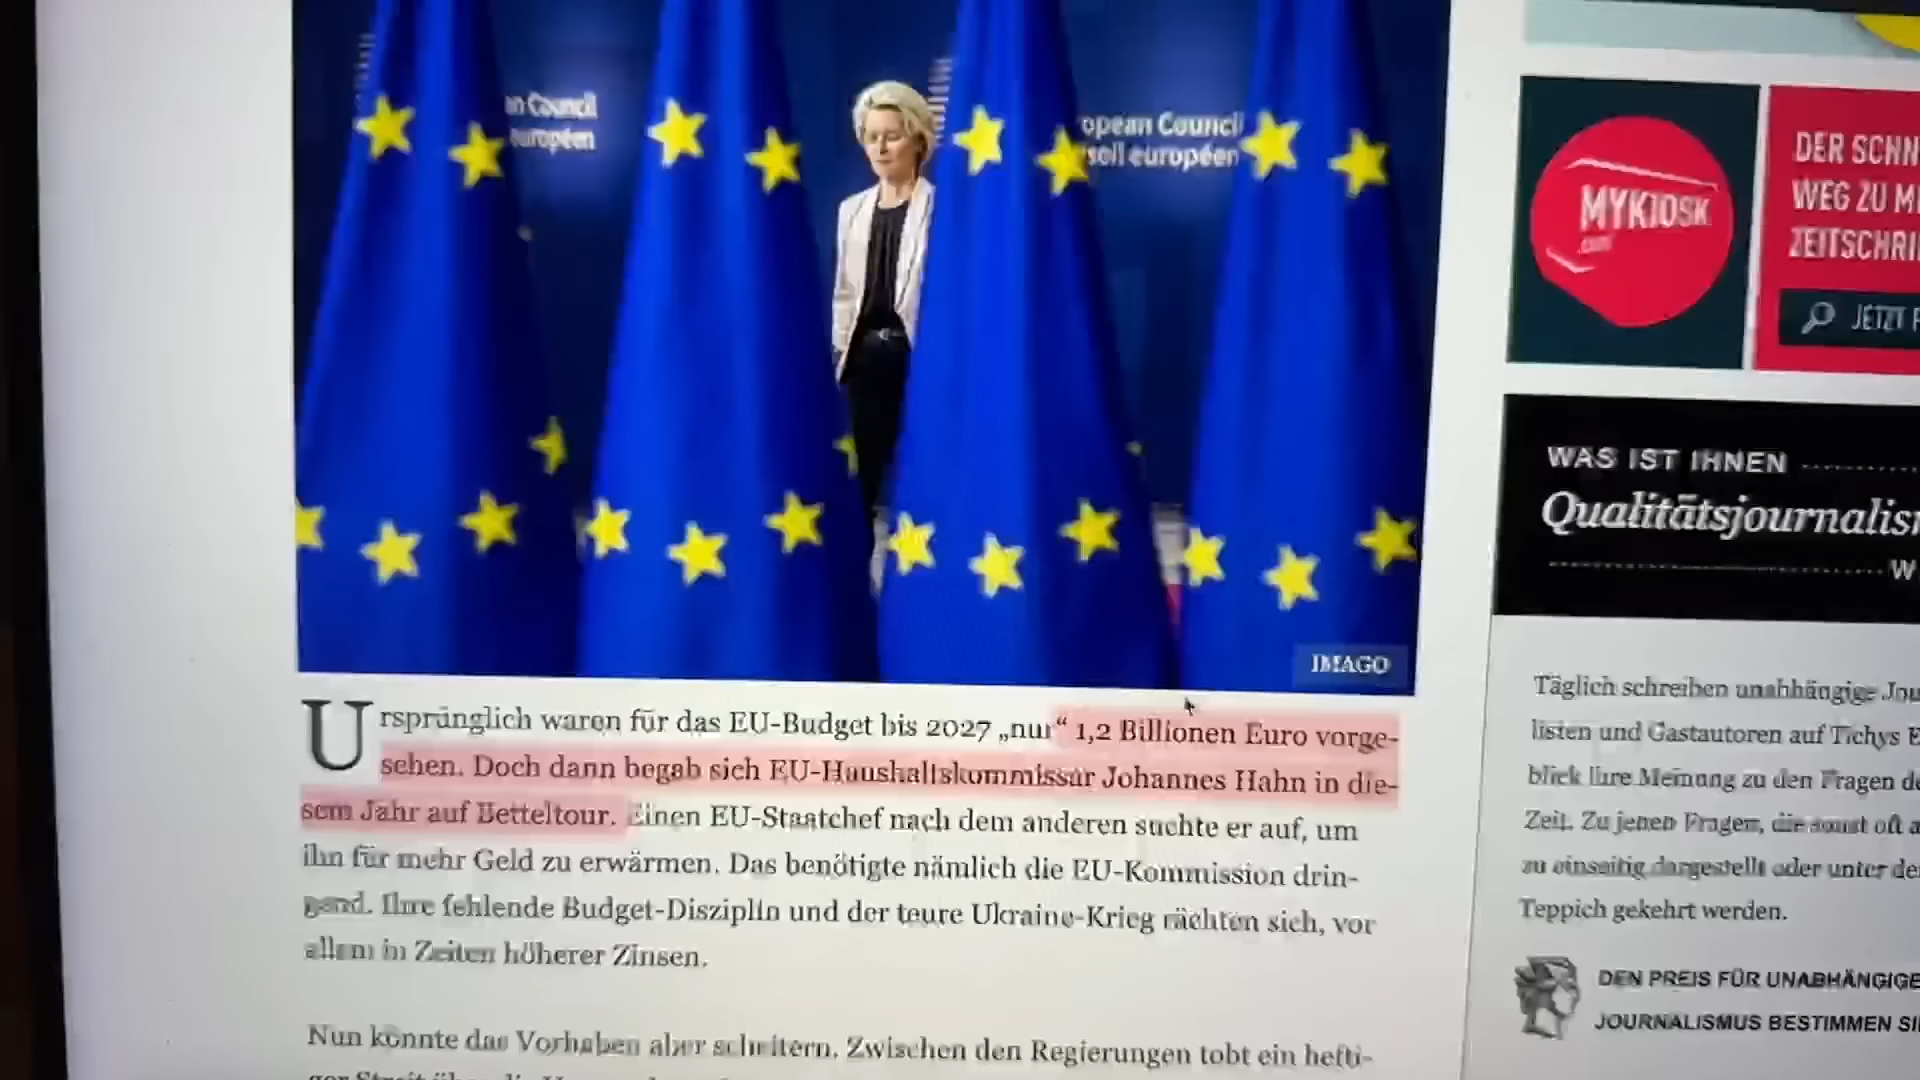 n Council
européen
opean Council
seil européen
IMAGO
Ursprünglich waren für das EU-Budget bis 2027 „nur“ 1,2 Billionen Euro vorge-
sehen. Doch dann begab sich EU-Haushaltskommissar Johannes Hahn in die-
sem Jahr auf Betteltour. Einen EU-Staatchef nach dem anderen suchte er auf, um
ihn für mehr Geld zu erwärmen. Das benötigte nämlich die EU-Kommission drin-
gend. Ihre fehlende Budget-Disziplin und der teure Ukraine-Krieg rächten sich, vor
allem in Zeiten höherer Zinsen.
Nun könnte das Vorhaben aber scheitern. Zwischen den Regierungen tobt ein hefti-
MYKIOSK
.com
DER SCHN
WEG ZU M
ZEITSCHRI
JETZT F
WAS IST IHNEN
Qualitätsjournalis
W
Täglich schreiben unabhängige Jou
listen und Gastautoren auf Tichys E
blick ihre Meinung zu den Fragen de
Zeit. Zu jenen Fragen, die sonst oft a
zu einseitig dargestellt oder unter de
Teppich gekehrt werden.
DEN PREIS FÜR UNABHÄNGIGE
JOURNALISMUS BESTIMMEN SI